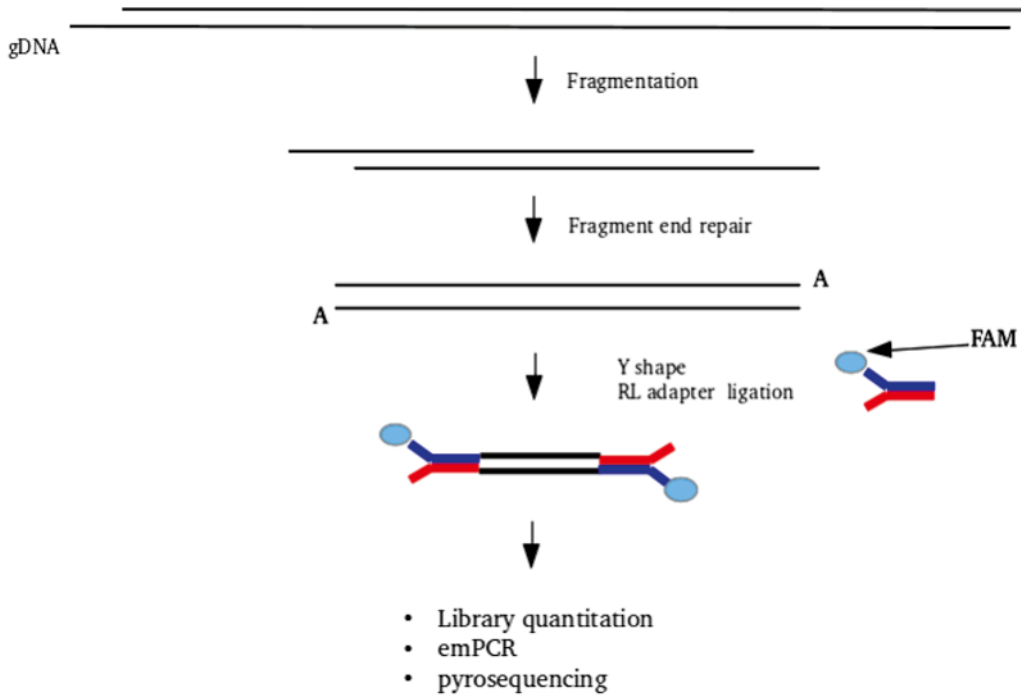 gDNA
Fragmentation
Fragment end repair
A
A
FAM
Y shape
RL adapter ligation
• Library quantitation
• emPCR
• pyrosequencing